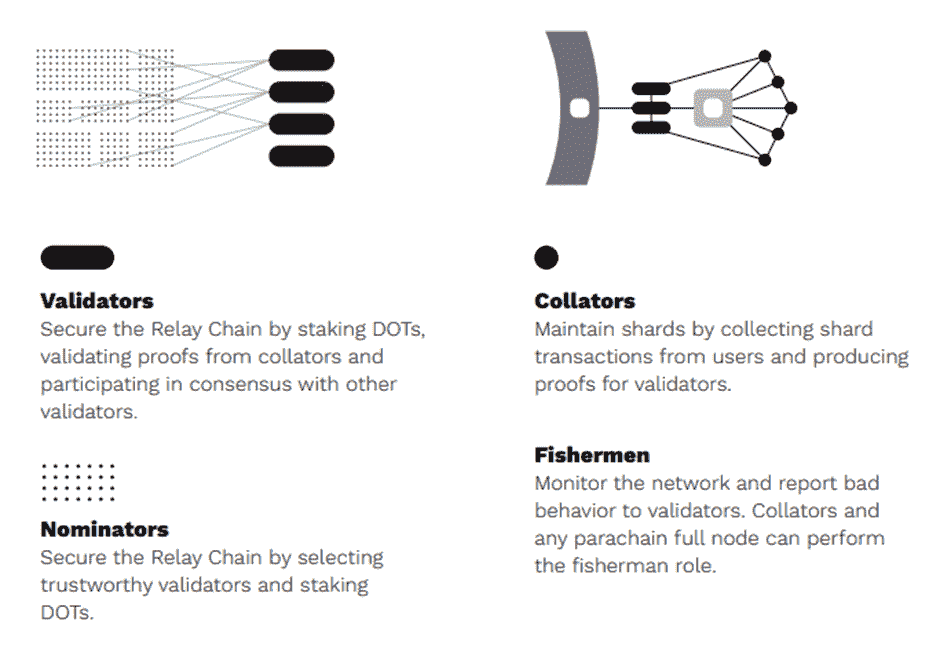 Validators
Secure the Relay Chain by staking DOTs,
validating proofs from collators and
participating in consensus with other
validators.
Nominators
Secure the Relay Chain by selecting
trustworthy validators and staking
DOTs.
Collators
Maintain shards by collecting shard
transactions from users and producing
proofs for validators.
Fishermen
Monitor the network and report bad
behavior to validators. Collators and
any parachain full node can perform
the fisherman role.